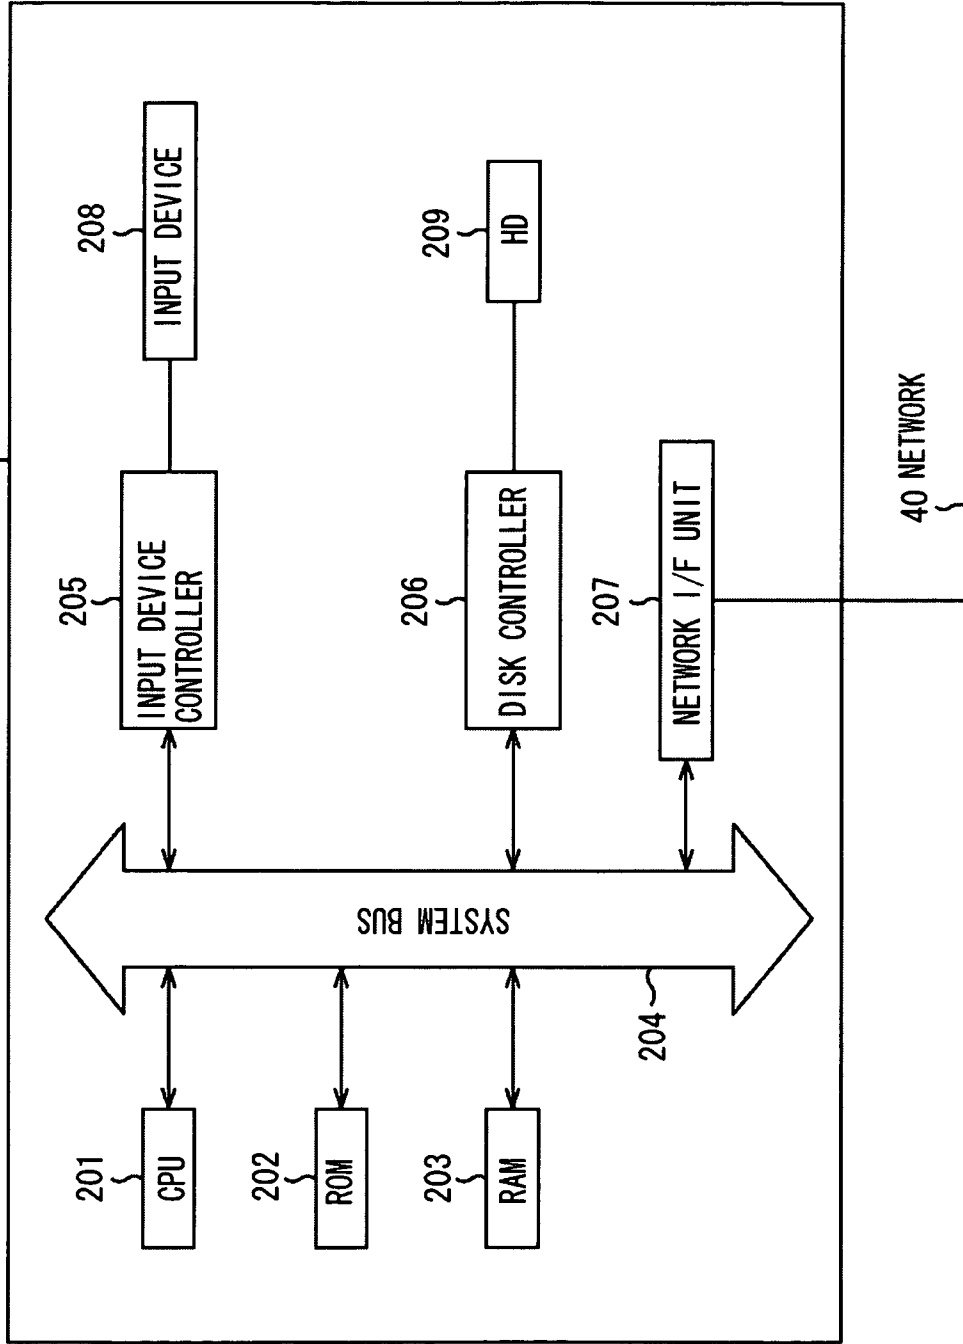 201
CPU
202
ROM
203
RAM
204
SYSTEM BUS
205
INPUT DEVICE
CONTROLLER
208
INPUT DEVICE
206
DISK CONTROLLER
209
HD
207
NETWORK I/F UNIT
40 NETWORK